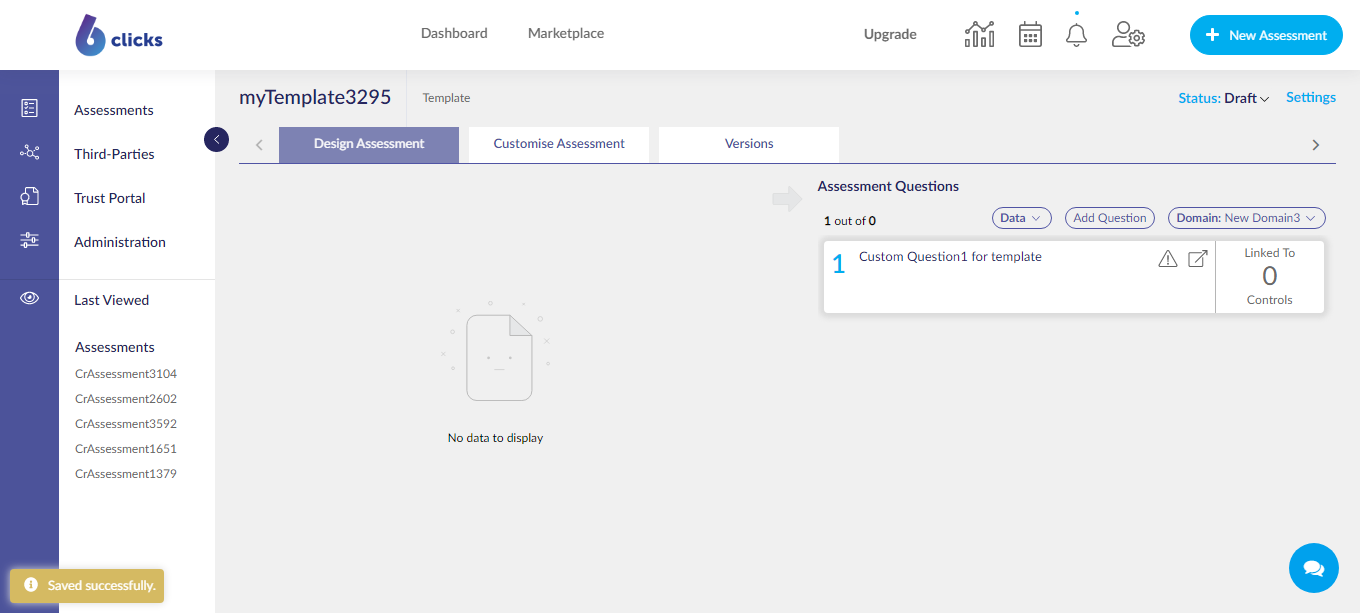 6clicks
Dashboard
Marketplace
Upgrade
New Assessment
Assessments
Third-Parties
Trust Portal
Administration
Last Viewed
Assessments
CrAssessment3104
CrAssessment2602
CrAssessment3592
CrAssessment1651
CrAssessment1379
Saved successfully.
myTemplate3295
Template
Status: Draft
Settings
Design Assessment
Customise Assessment
Versions
No data to display
Assessment Questions
1 out of 0
Data
Add Question
Domain: New Domain3
1
Custom Question1 for template
Linked To
0
Controls